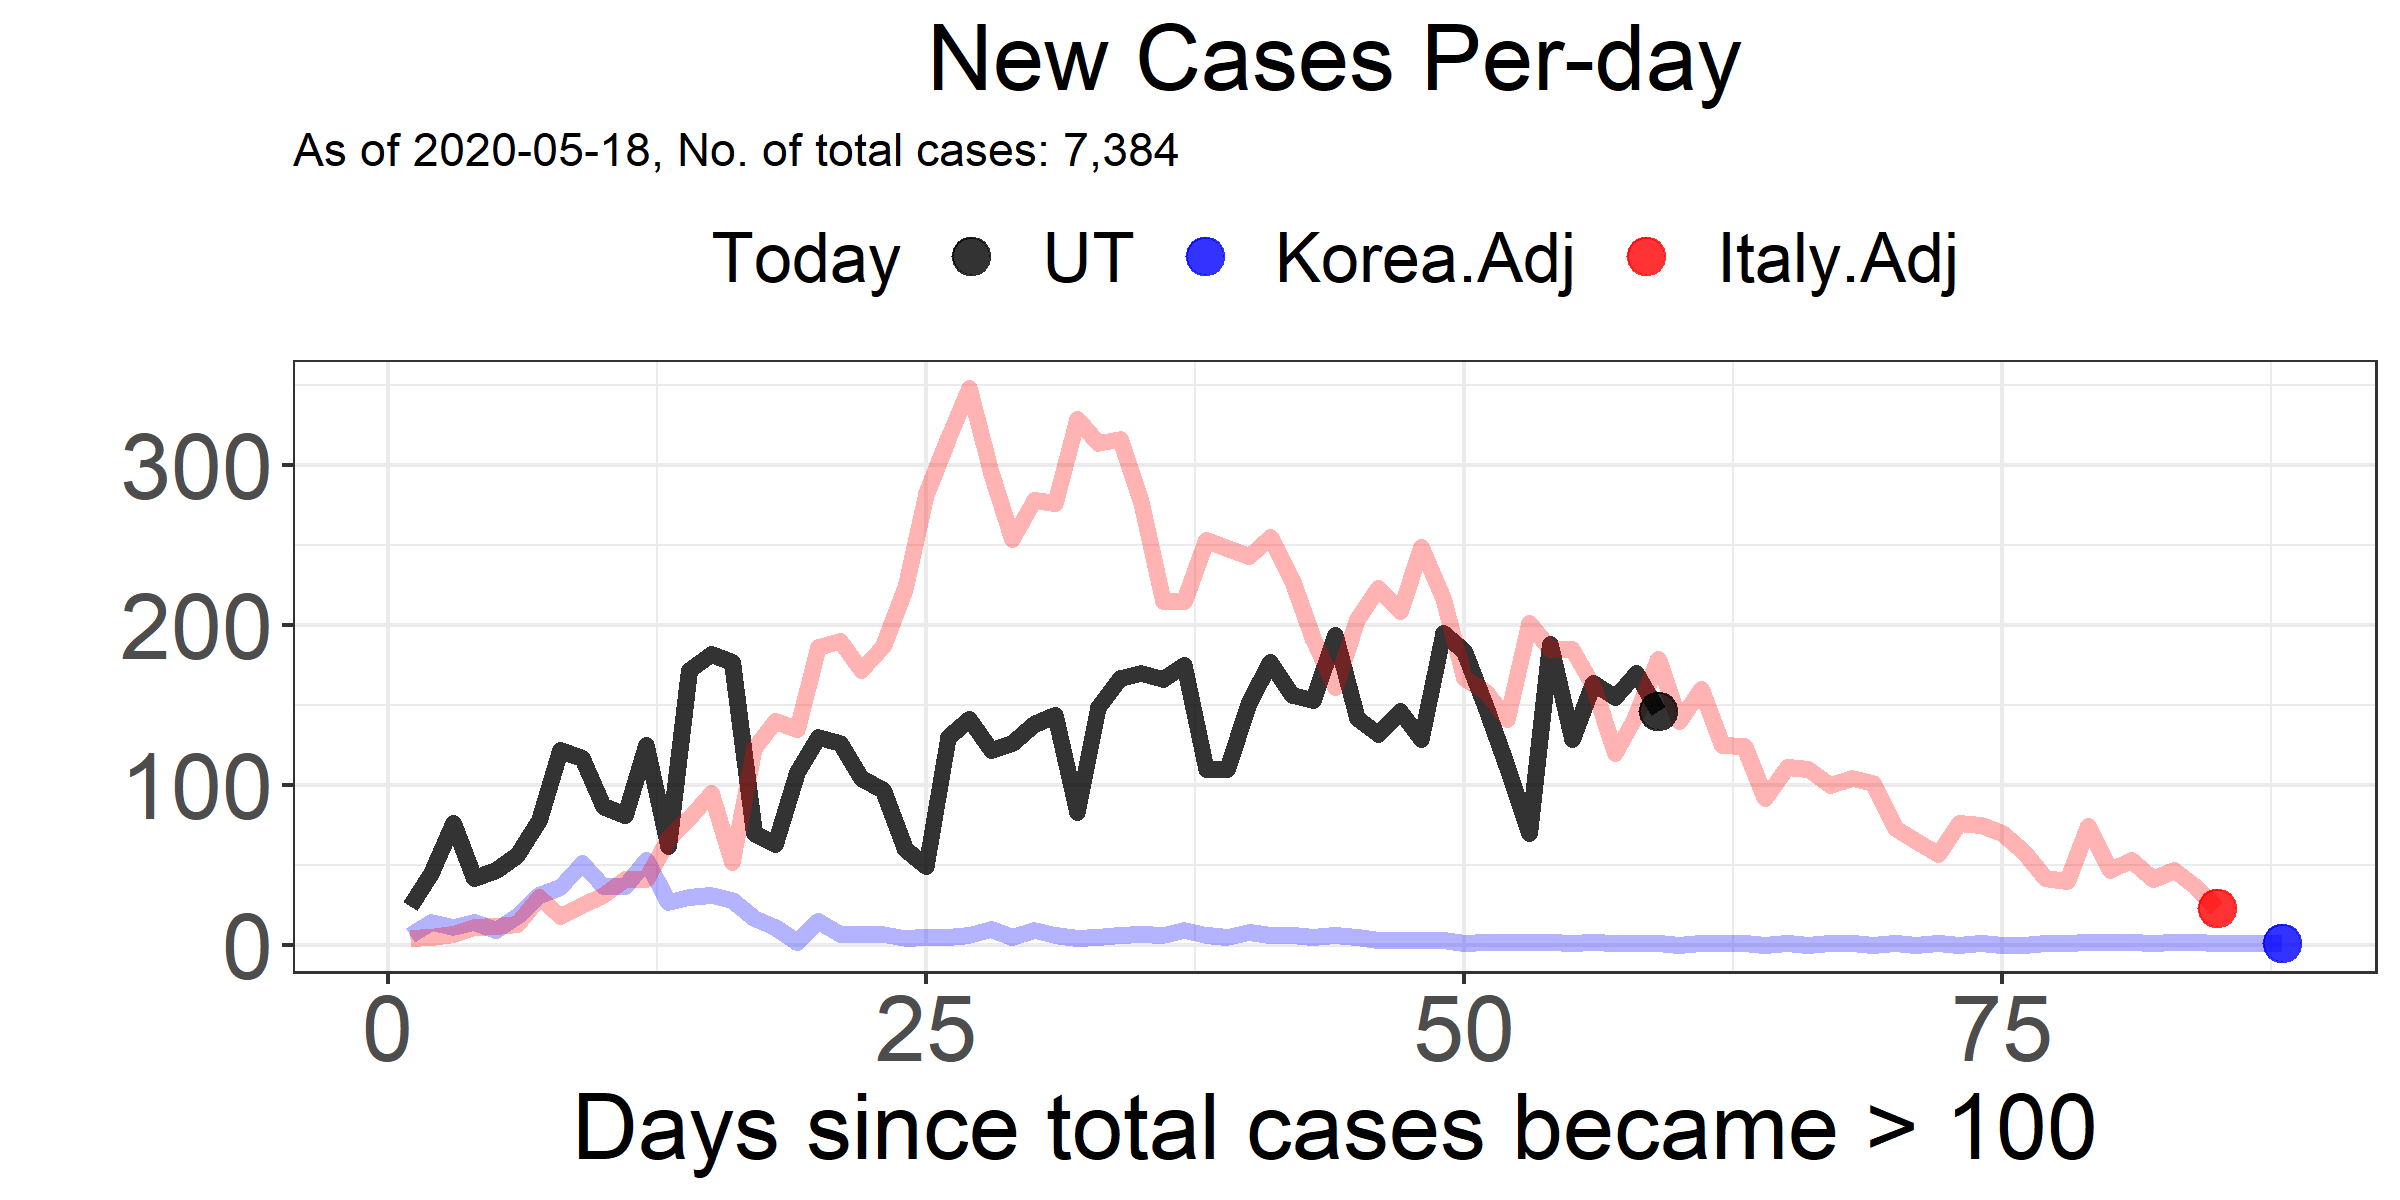 New Cases Per-day
As of 2020-05-18, No. of total cases: 7,384
Today UT Korea.Adj Italy.Adj
300
200
100
0
0 25 50 75
Days since total cases became > 100